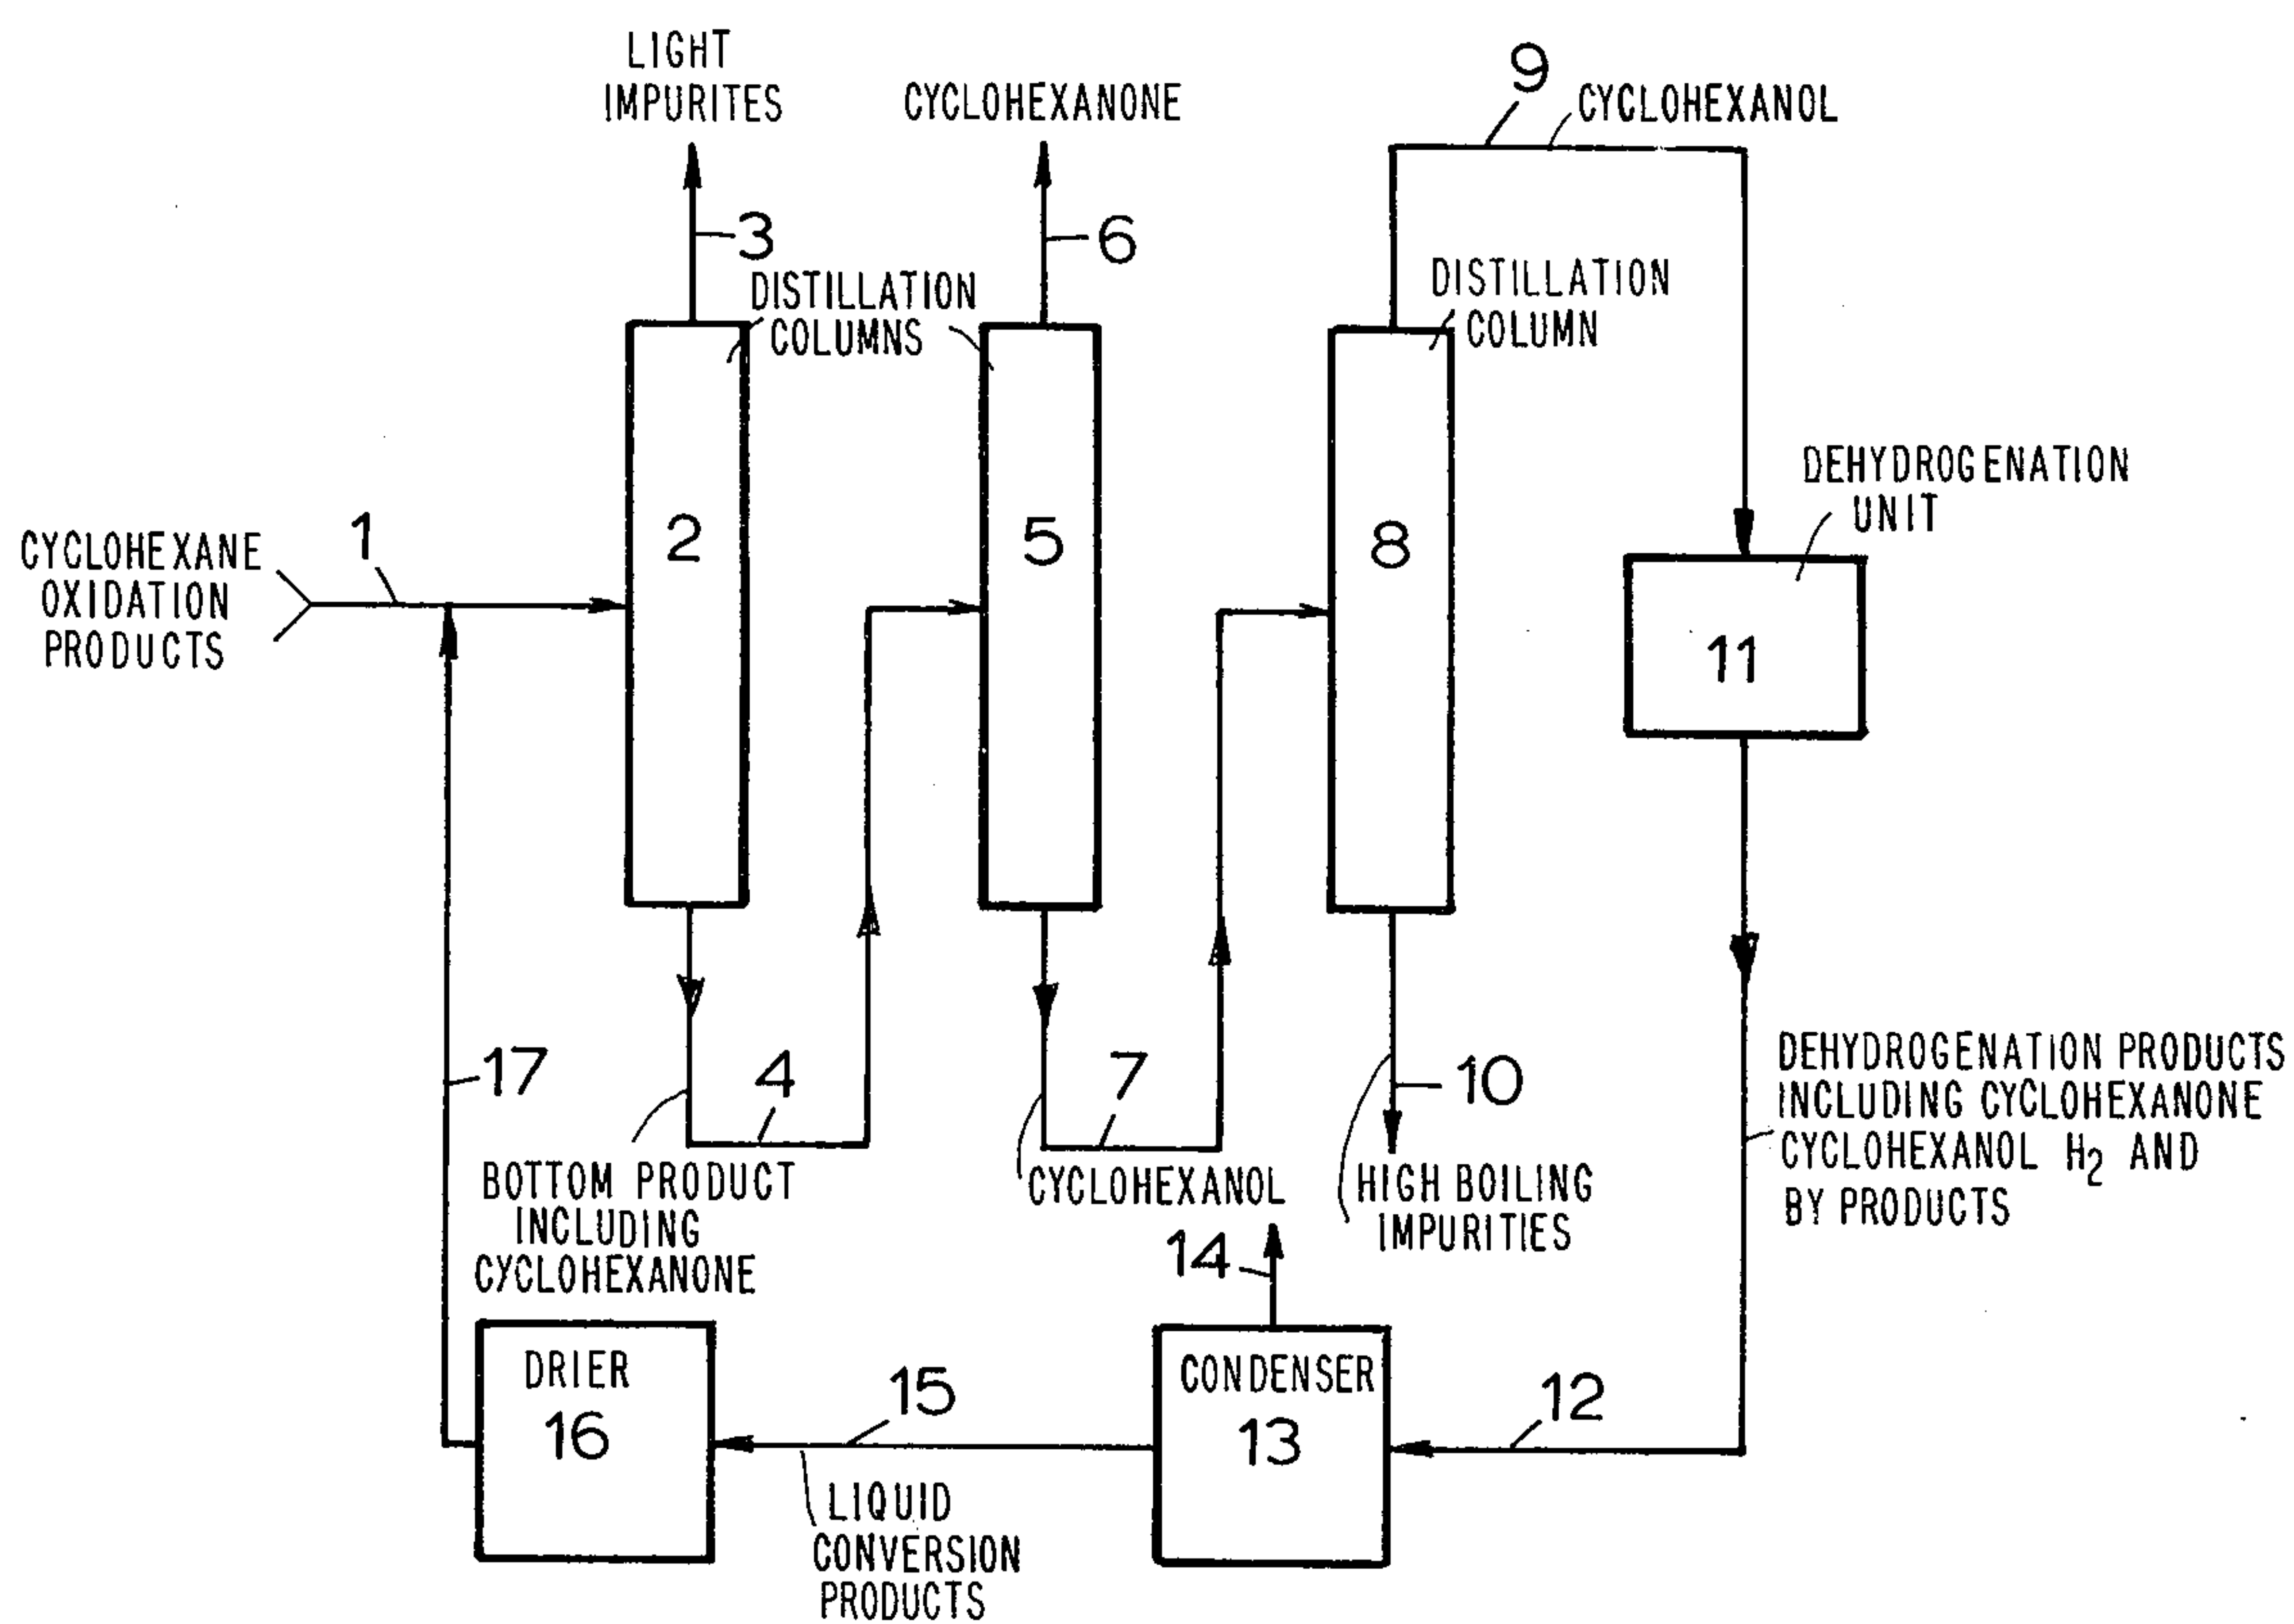 LIGHT
IMPURITES
3
CYCLOHEXANONE
6
9
CYCLOHEXANOL
DISTILLATION
COLUMNS
DISTILLATION
COLUMN
DEHYDROGENATION
UNIT
11
CYCLOHEXANE
OXIDATION
PRODUCTS
1
2
5
8
17
4
7
10
BOTTOM PRODUCT
INCLUDING
CYCLOHEXANONE
CYCLOHEXANOL
HIGH BOILING
IMPURITIES
DEHYDROGENATION PRODUCTS
INCLUDING CYCLOHEXANONE
CYCLOHEXANOL H2 AND
BY PRODUCTS
14
DRIER
16
15
LIQUID
CONVERSION
PRODUCTS
CONDENSER
13
12